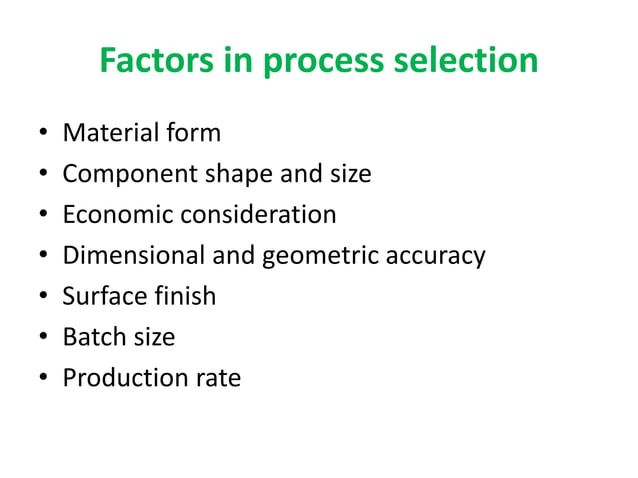 Factors in process selection
• Material form
• Component shape and size
• Economic consideration
• Dimensional and geometric accuracy
• Surface finish
• Batch size
• Production rate